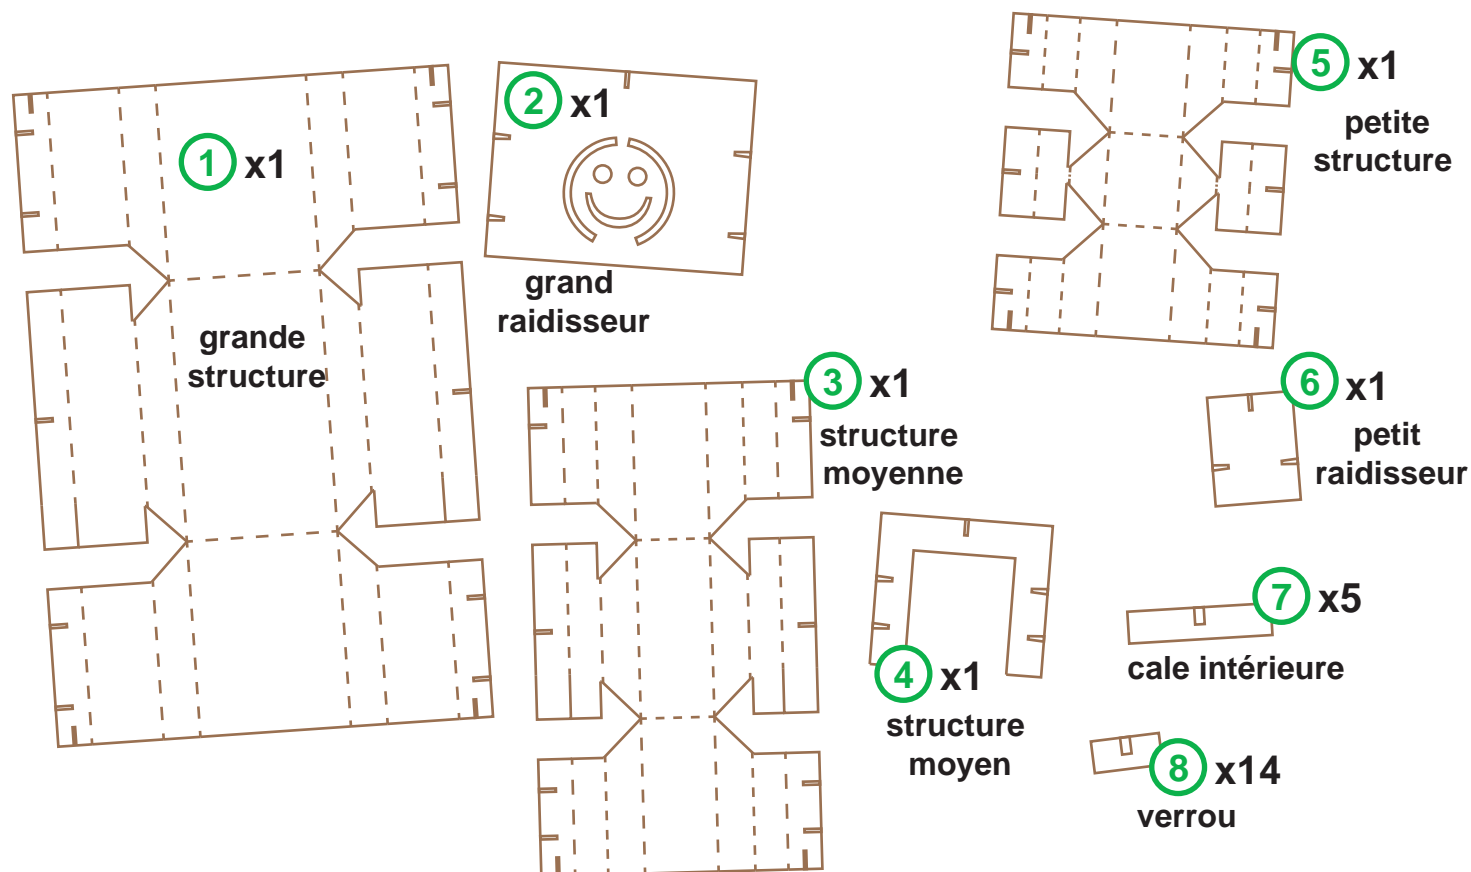 1 x1
grande
structure
2 x1
grand
raidisseur
3 x1
structure
moyenne
4 x1
structure
moyen
5 x1
petite
structure
6 x1
petit
raidisseur
7 x5
cale intérieure
8 x14
verrou